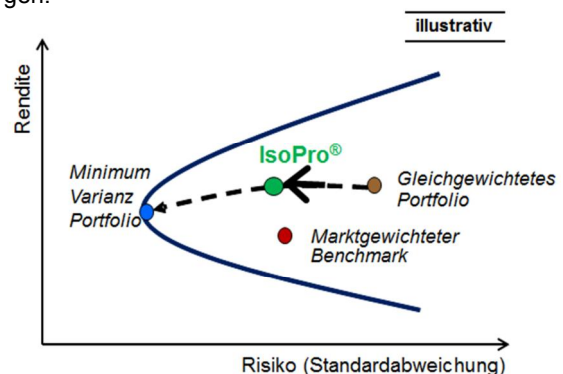 gen.
illustrativ
Rendite
IsoPro®
Minimum
Varianz
Portfolio
Gleichgewichtetes
Portfolio
Marktgewichteter
Benchmark
Risiko (Standardabweichung)